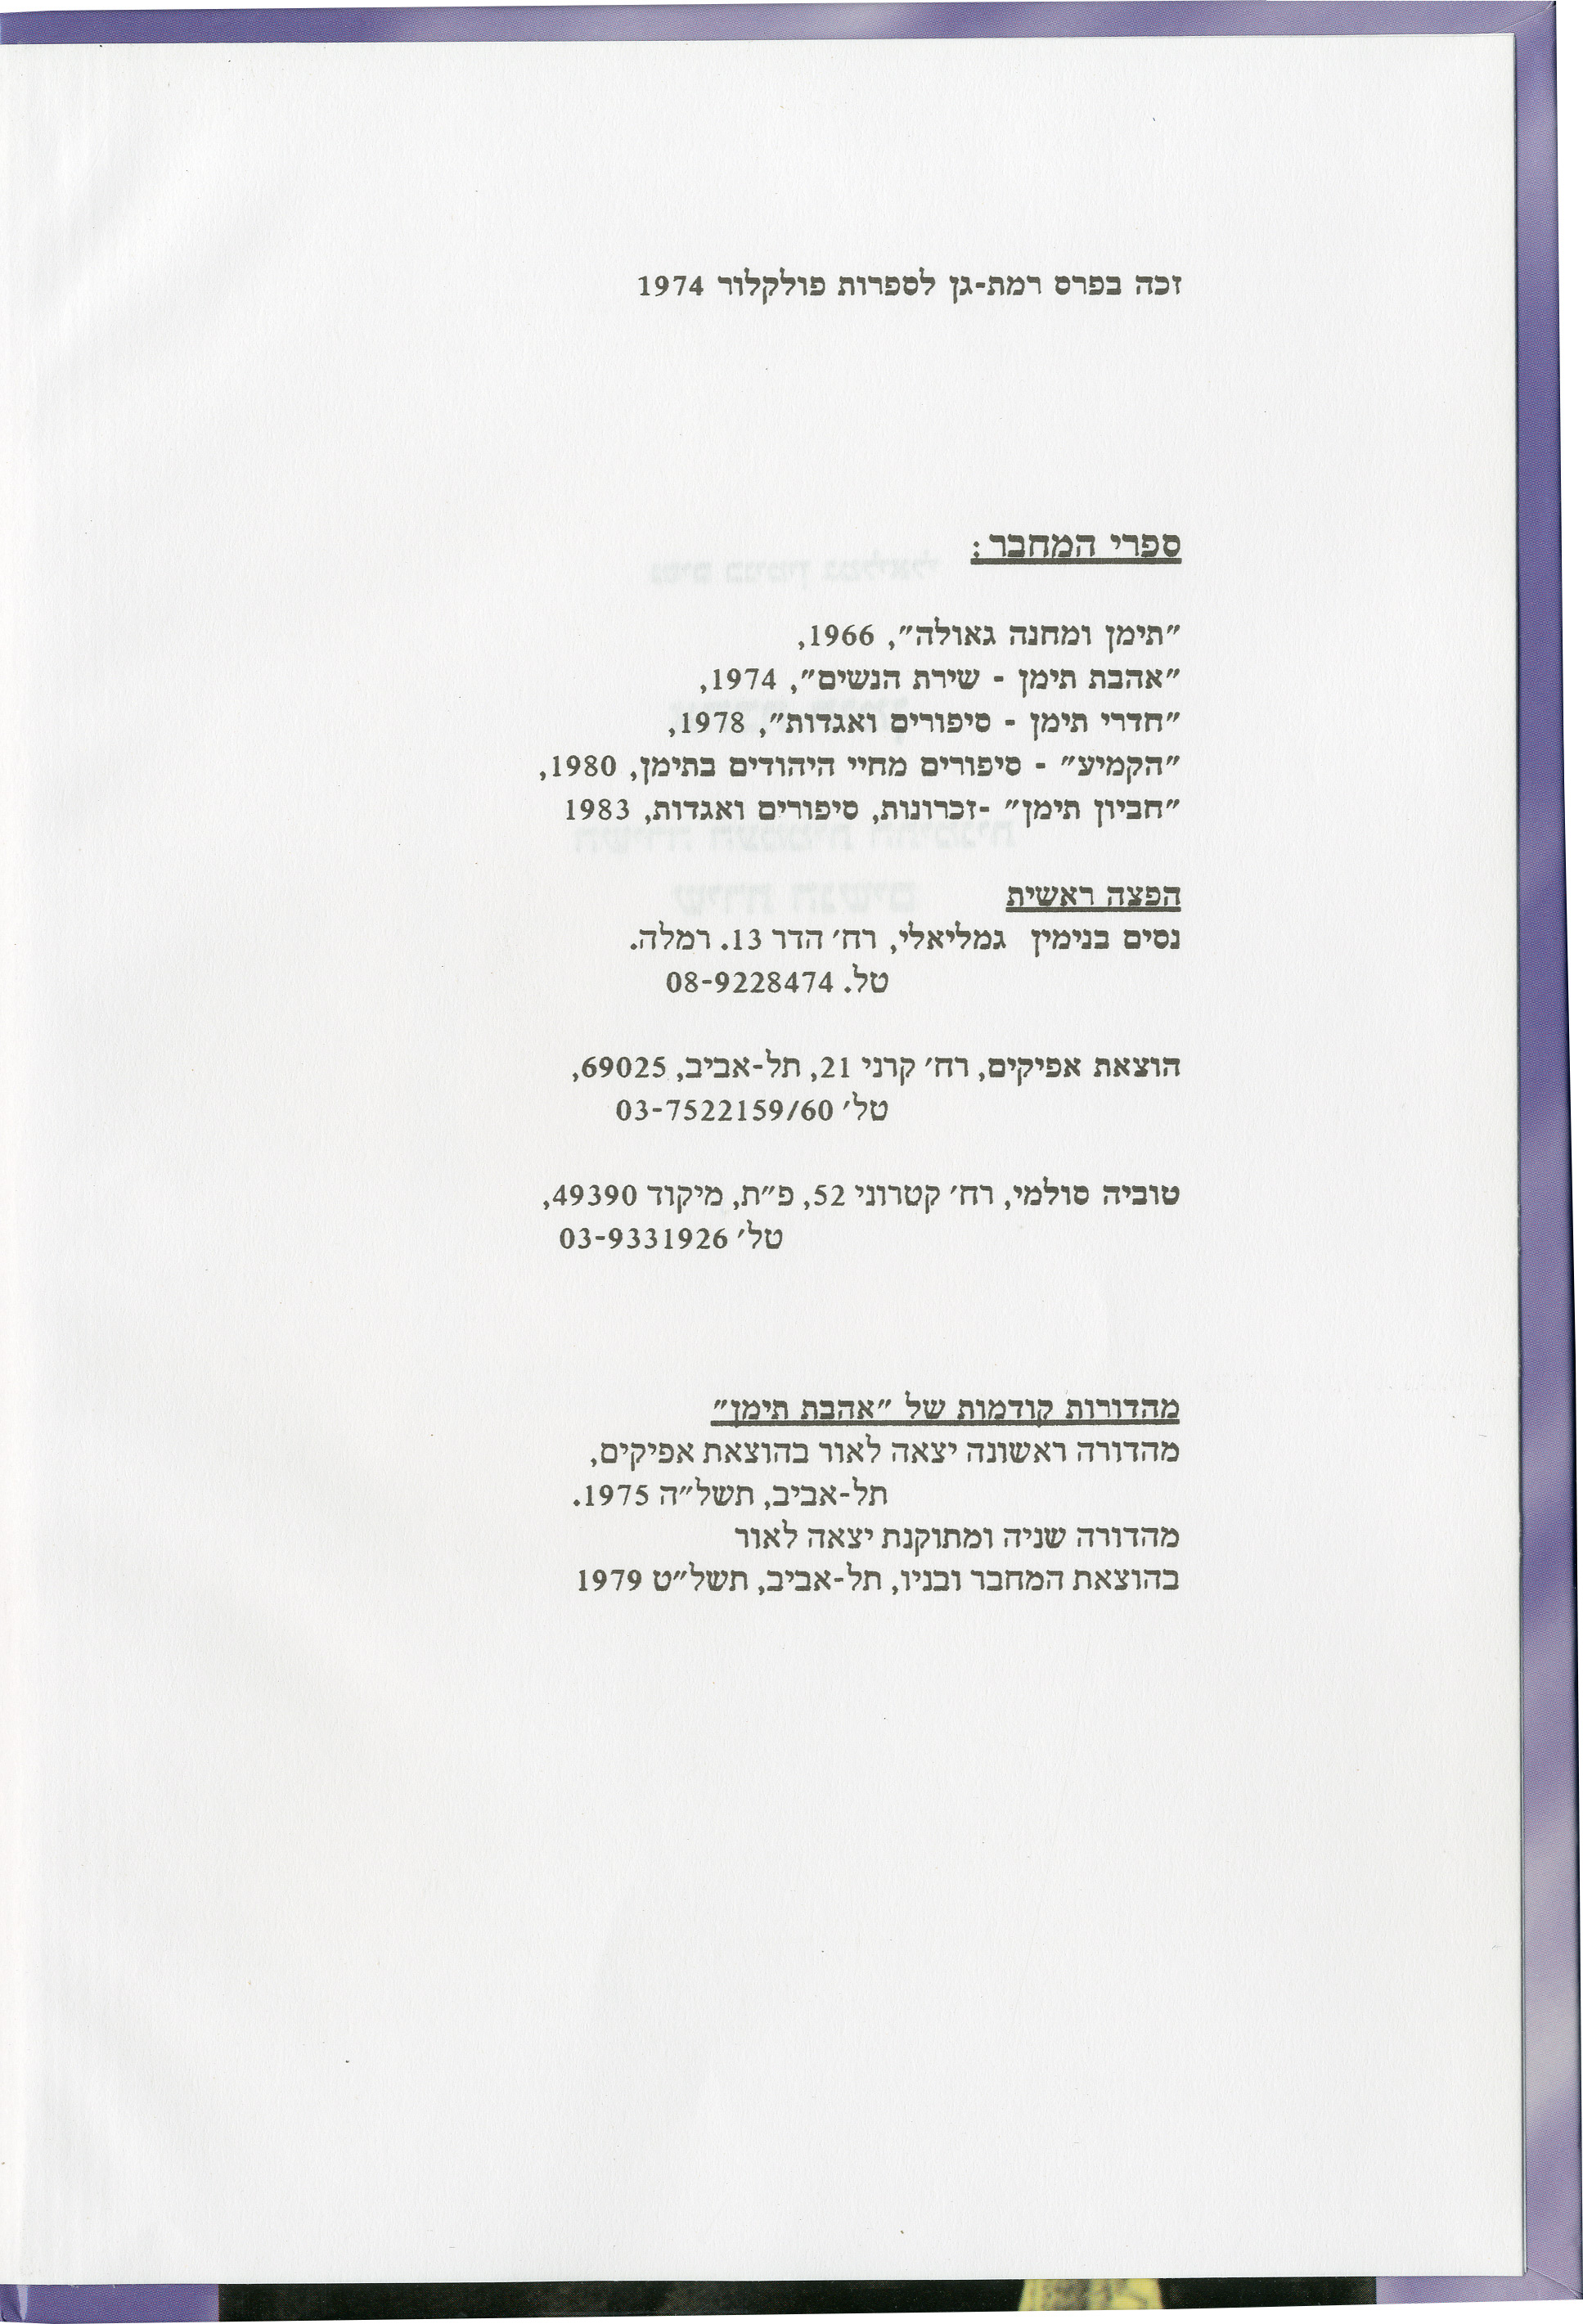 זכה בפרס רמת-גן לספרות פולקלור 1974
ספרי המחבר:
"תימן ומחנה גאולה", 1966,
"אהבת תימן - שירת הנשים", 1974,
"חדרי תימן - סיפורים ואגדות", 1978,
"הקמיע" - סיפורים מחיי היהודים בתימן, 1980,
"חביון תימן" -זכרונות, סיפורים ואגדות, 1983
הפצה ראשית
נסים בנימין גמליאלי, רח' הדר 13. רמלה.
טל. 08-9228474
הוצאת אפיקים, רח' קרני 21, תל-אביב, 69025,
טל' 03-7522159/60
טוביה סולמי, רח' קטרוני 52, פ"ת, מיקוד 49390,
טל' 03-9331926
מהדורות קודמות של "אהבת תימן"
מהדורה ראשונה יצאה לאור בהוצאת אפיקים,
תל-אביב, תשל"ה 1975.
מהדורה שניה ומתוקנת יצאה לאור
בהוצאת המחבר ובניו, תל-אביב, תשל"ט 1979